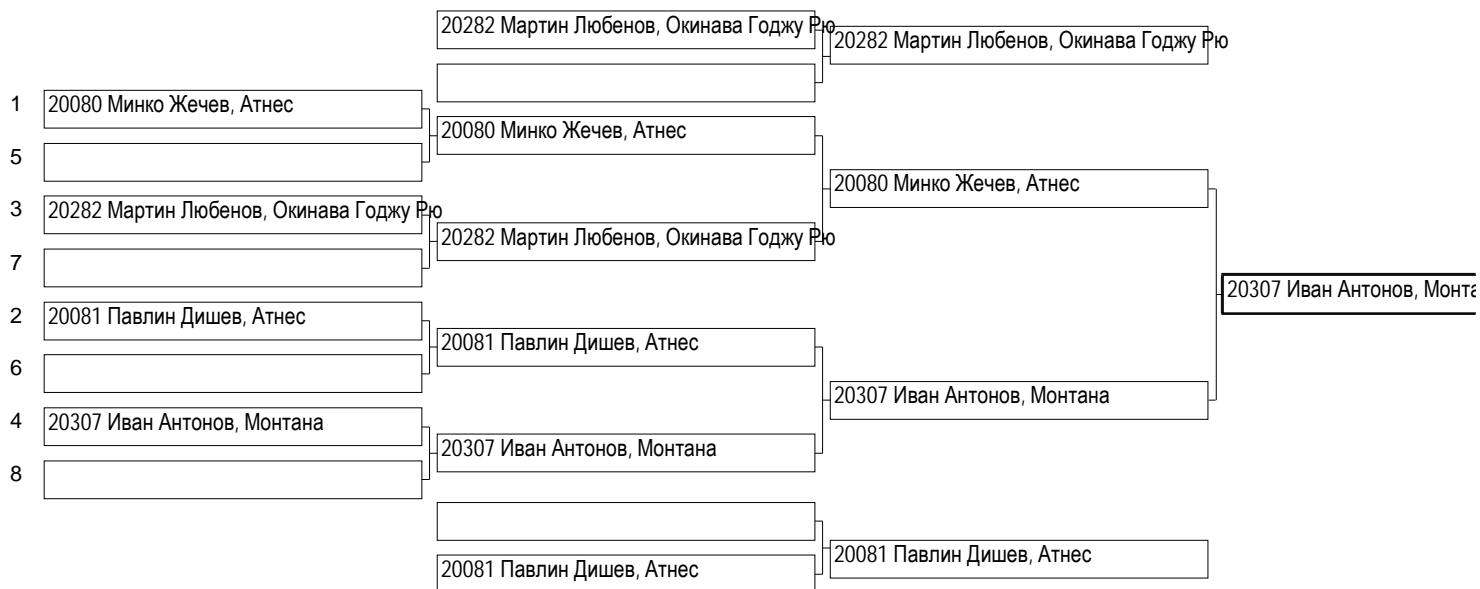 20282 Мартин Любенов, Окинава Годжу Рю
20282 Мартин Любенов, Окинава Годжу Рю
1 20080 Минко Жечев, Атнес
20080 Минко Жечев, Атнес
5
20080 Минко Жечев, Атнес
3 20282 Мартин Любенов, Окинава Годжу Рю
20282 Мартин Любенов, Окинава Годжу Рю
7
20307 Иван Антонов, Монта
2 20081 Павлин Дишев, Атнес
20081 Павлин Дишев, Атнес
6
20307 Иван Антонов, Монтана
4 20307 Иван Антонов, Монтана
20307 Иван Антонов, Монтана
8
20081 Павлин Дишев, Атнес
20081 Павлин Дишев, Атнес